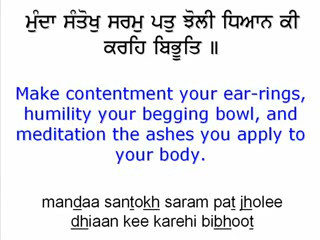 ਮੁੰਦਾ ਸੰਤੋਖੁ ਸਰਮੁ ਪਤੁ ਝੋਲੀ ਧਿਆਨ ਕੀ
ਕਰਹਿ ਬਿਭੂਤਿ ॥
Make contentment your ear-rings,
humility your begging bowl, and
meditation the ashes you apply to
your body.
mandaa santokh saram pat jholee
dhiaan kee karehi bibhoot